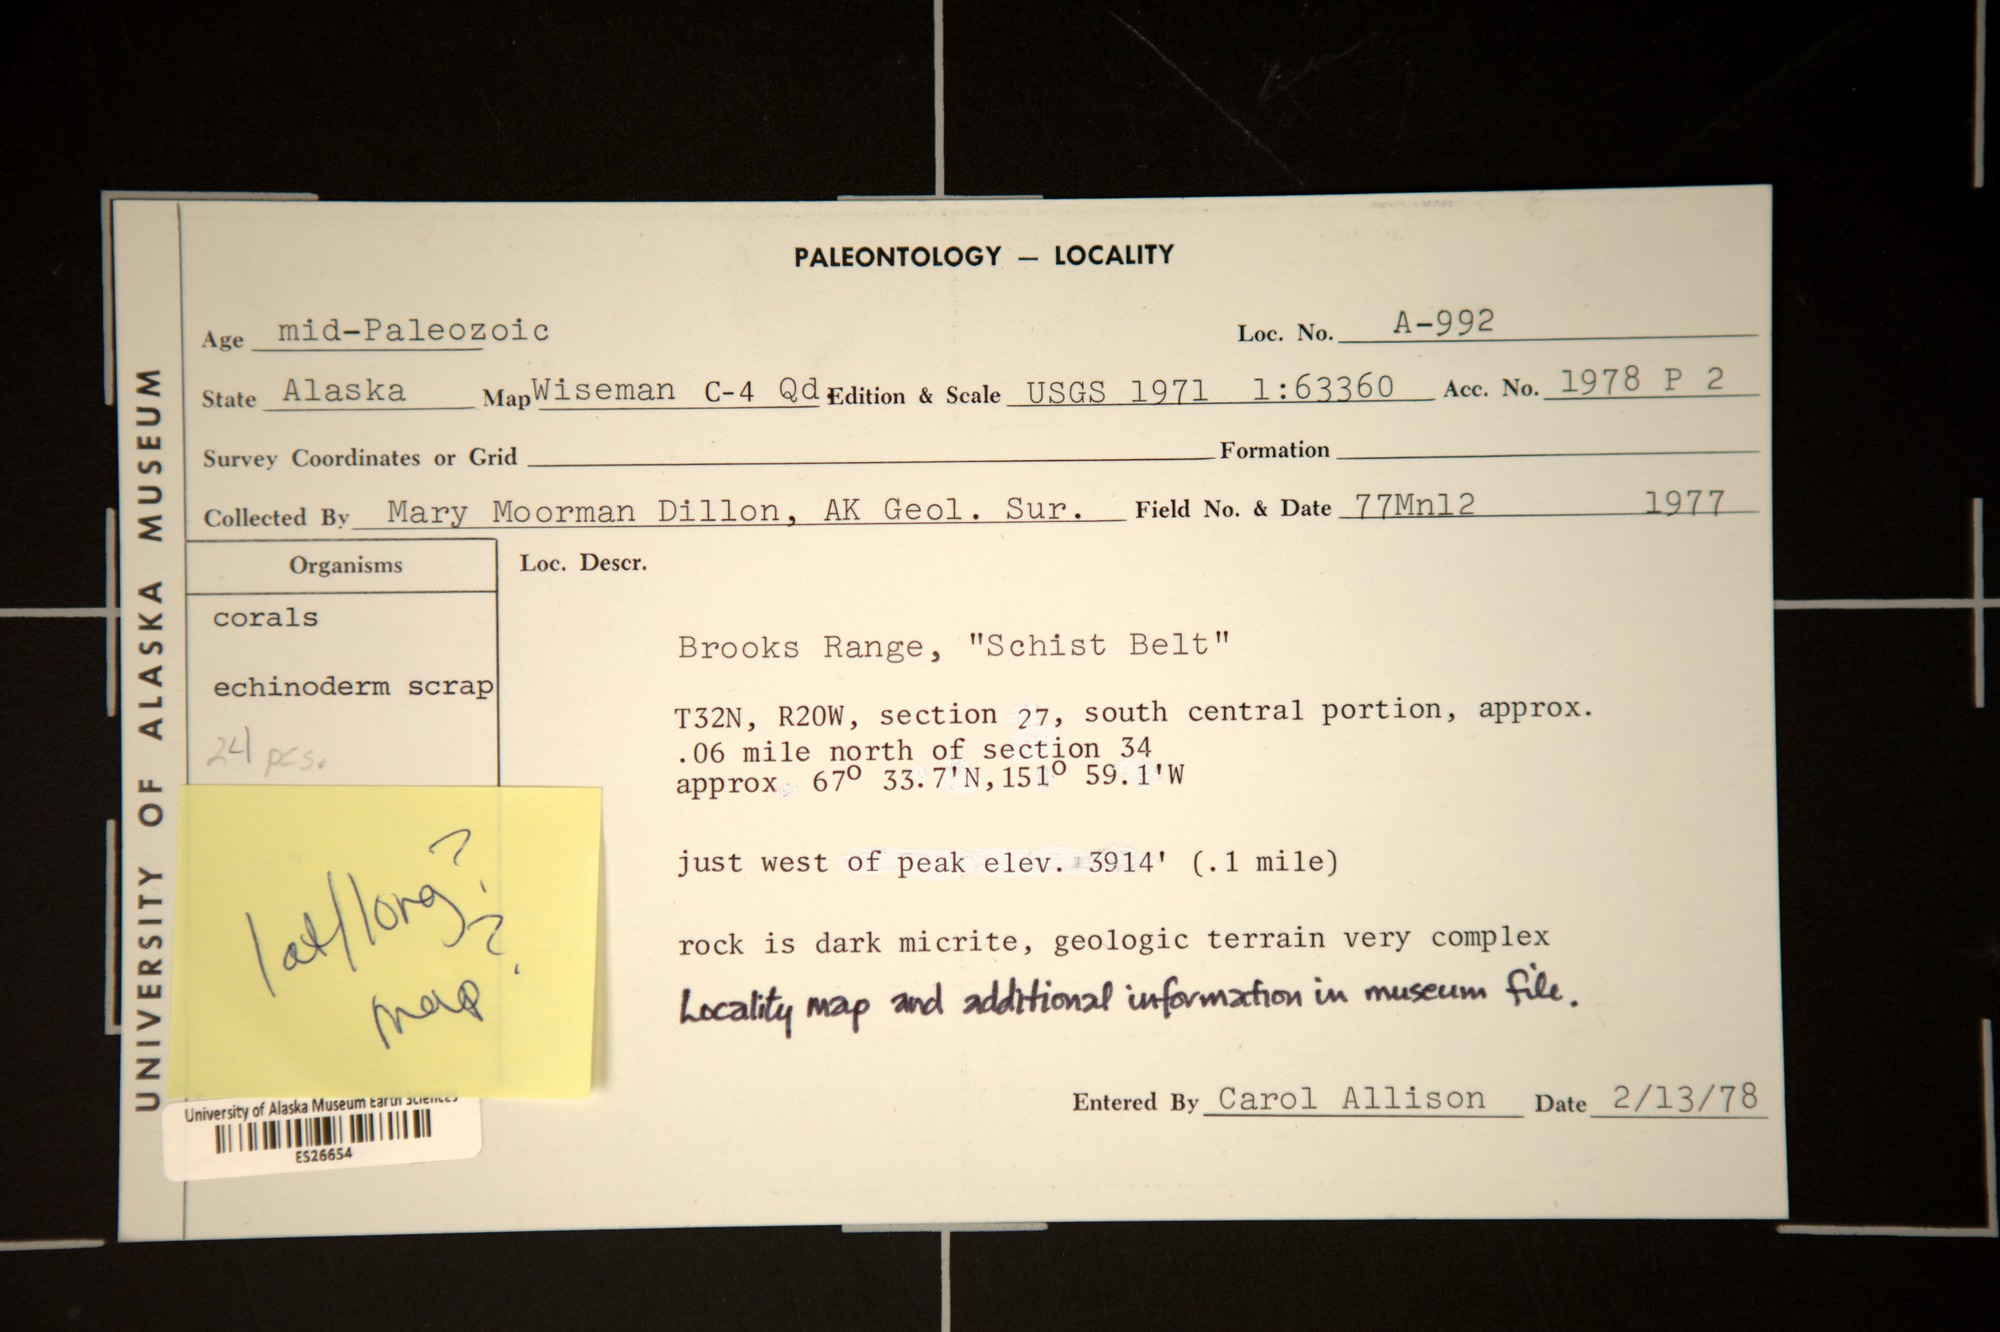 PALEONTOLOGY — LOCALITY
Age mid-Paleozoic Loc. No. A-992
State Alaska Map Wiseman C-4 Qd. Edition & Scale USGS 1971 1:63360 Acc. No. 1978 P 2
Survey Coordinates or Grid Formation
Collected By Mary Moorman Dillon, AK Geol. Sur. Field No. & Date 77Mn12 1977
Organisms
corals
echinoderm scrap
24 pcs.
Loc. Descr.
Brooks Range, "Schist Belt"
T32N, R20W, section 27, south central portion, approx.
.06 mile north of section 34
approx. 67° 33.7'N, 151° 59.1'W
just west of peak elev. 3914' (.1 mile)
rock is dark micrite, geologic terrain very complex
Locality map and additional information in museum file.
Entered By Carol Allison Date 2/13/78
lat/long?
map?
University of Alaska Museum Earth Sciences
ES26654
UNIVERSITY OF ALASKA MUSEUM